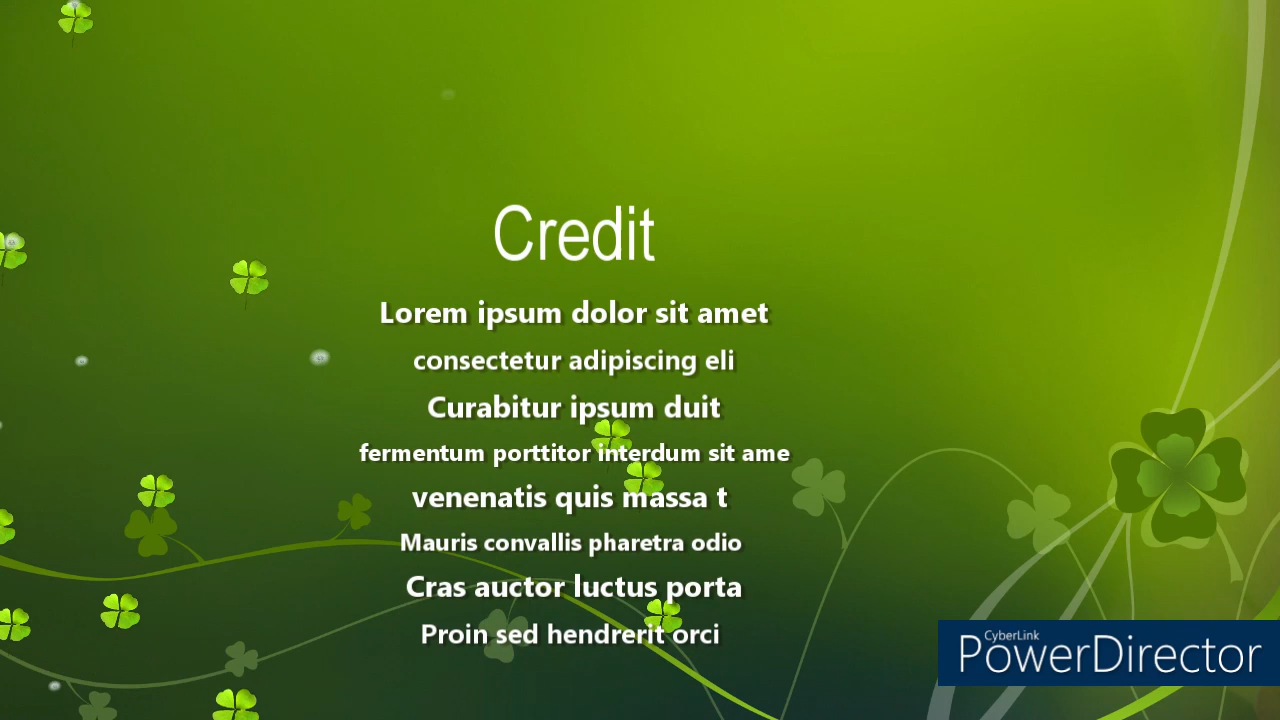 Credit
Lorem ipsum dolor sit amet
consectetur adipiscing eli
Curabitur ipsum duit
fermentum porttitor interdum sit ame
venenatis quis massa t
Mauris convallis pharetra odio
Cras auctor luctus porta
Proin sed hendrerit orci
CyberLink
PowerDirector